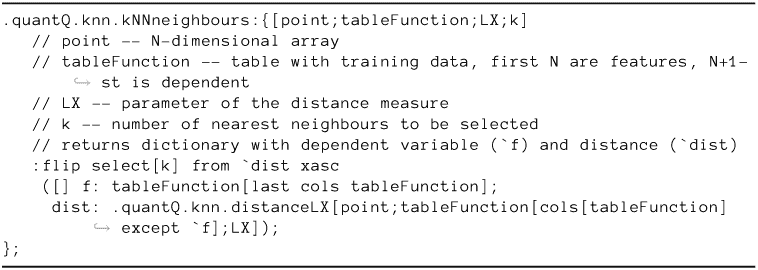 .quantQ.knn.kNNneighbours:{[point;tableFunction;LX;k]
// point -- N-dimensional array
// tableFunction -- table with training data, first N are features, N+1-
↪ st is dependent
// LX -- parameter of the distance measure
// k -- number of nearest neighbours to be selected
// returns dictionary with dependent variable (`f) and distance (`dist)
:flip select[k] from `dist xasc
([] f: tableFunction[last cols tableFunction];
dist: .quantQ.knn.distanceLX[point;tableFunction[cols[tableFunction]
↪ except `f];LX]);
};